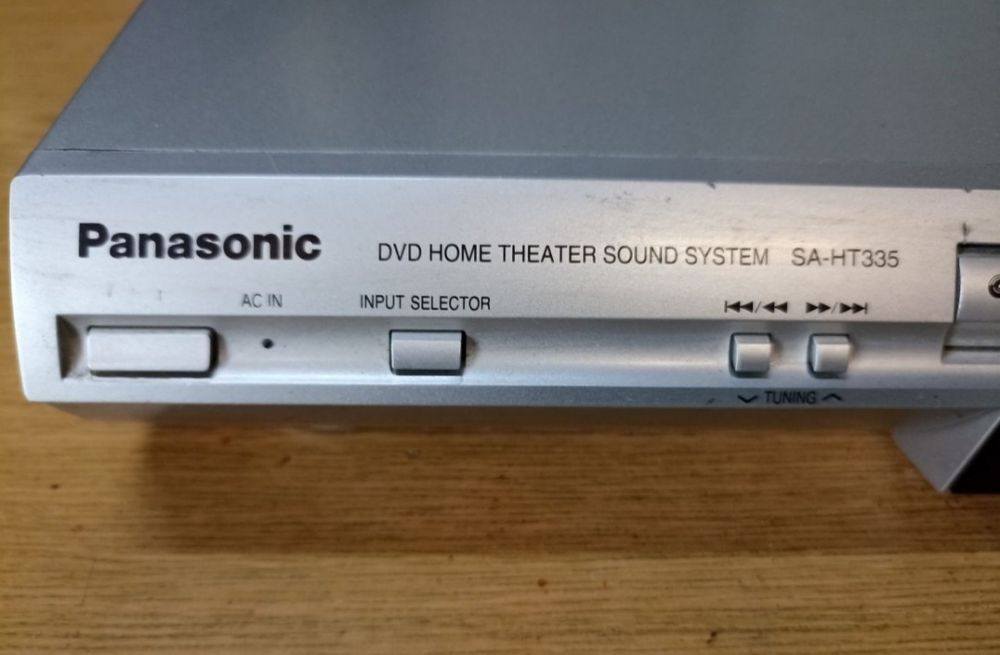 Panasonic
DVD HOME THEATER SOUND SYSTEM SA-HT335
AC IN
INPUT SELECTOR
TUNING